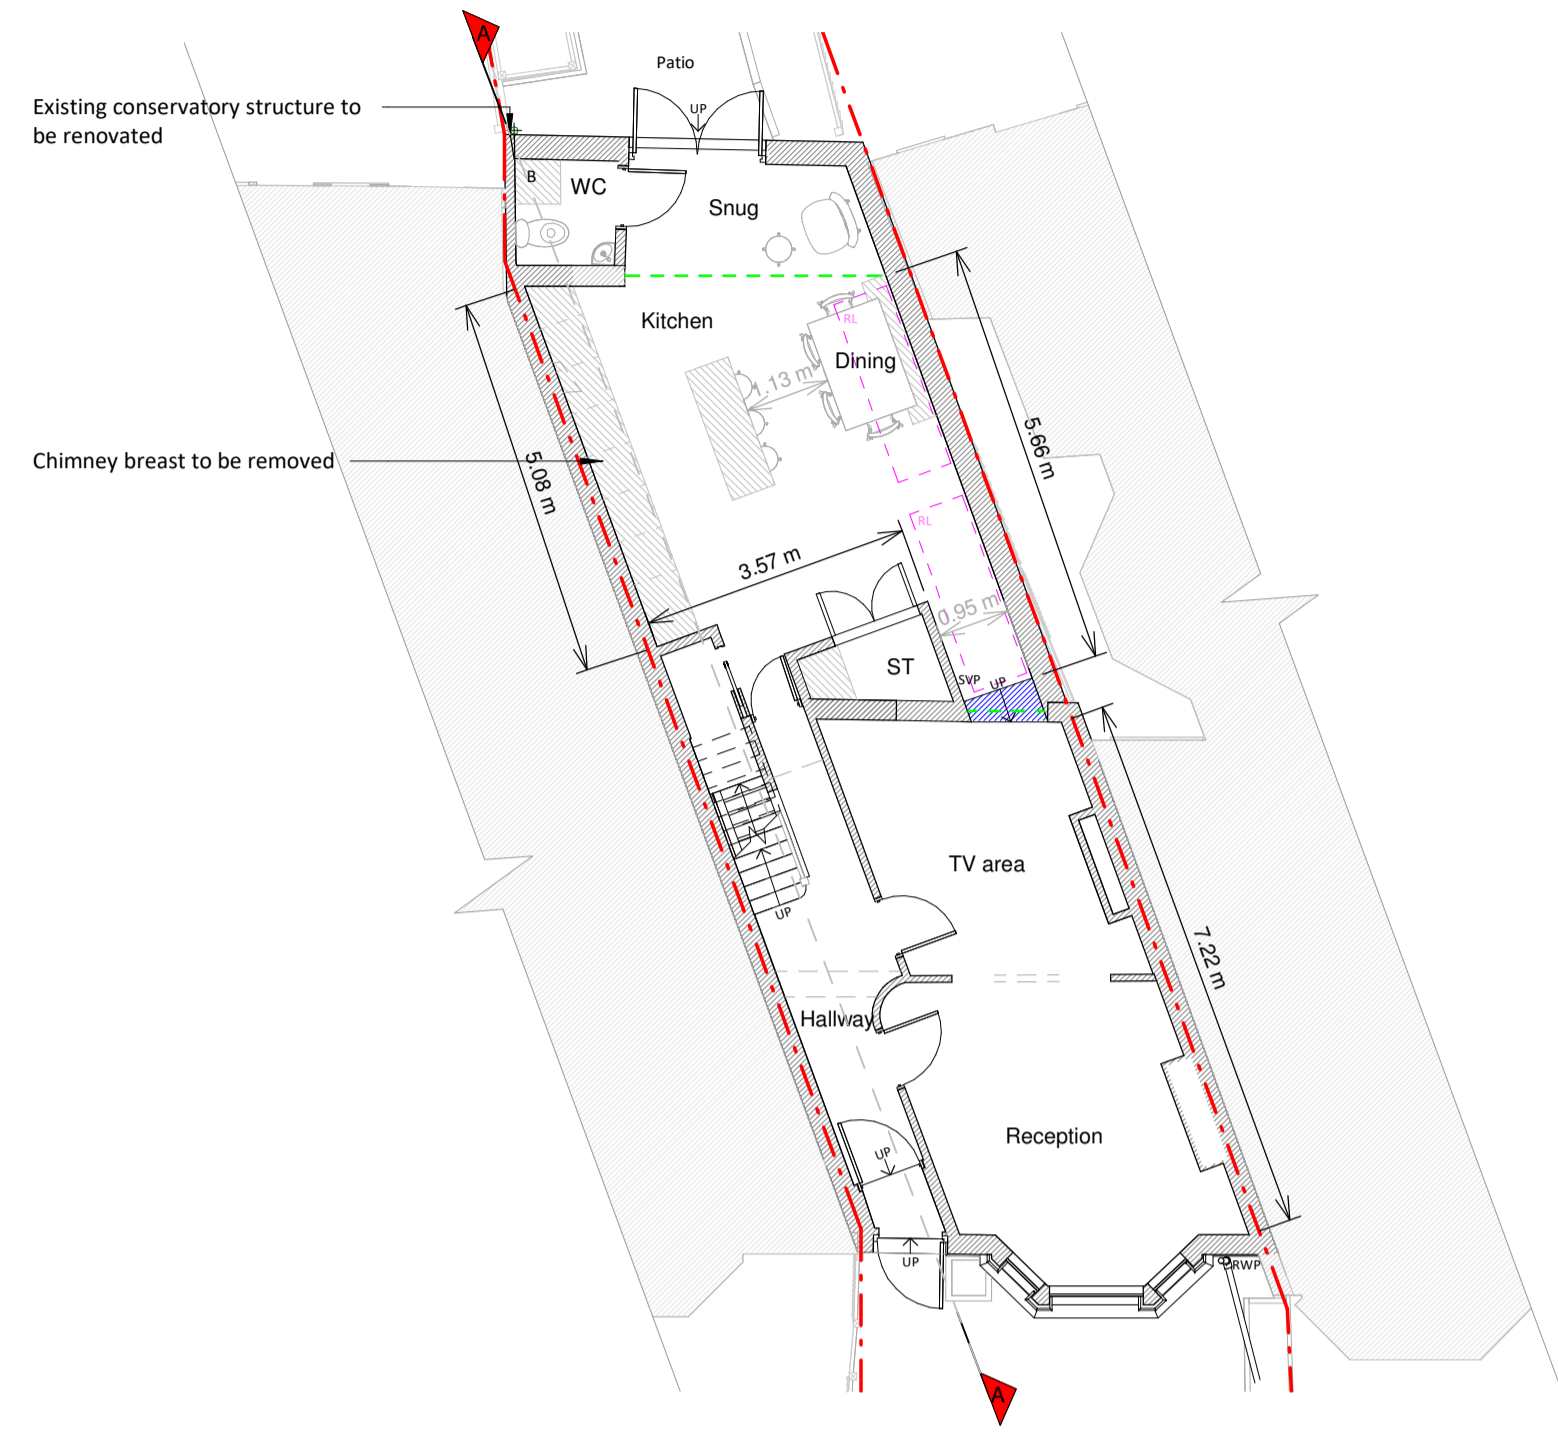 A
Patio
Existing conservatory structure to
be renovated
UP
B
WC
Snug
Kitchen
RL
Dining
1.13 m
5.08 m
5.66 m
Chimney breast to be removed
RL
3.57 m
0.95 m
ST
SVP
UP
TV area
UP
7.22 m
Hallway
Reception
UP
UP
RWP
A